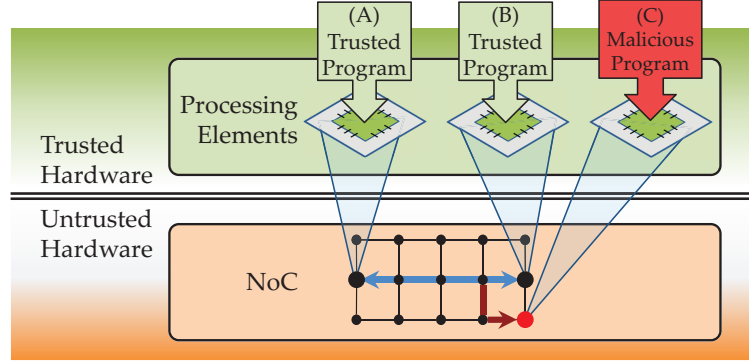 (A)
Trusted
Program
(B)
Trusted
Program
(C)
Malicious
Program
Processing
Elements
Trusted
Hardware
Untrusted
Hardware
NoC